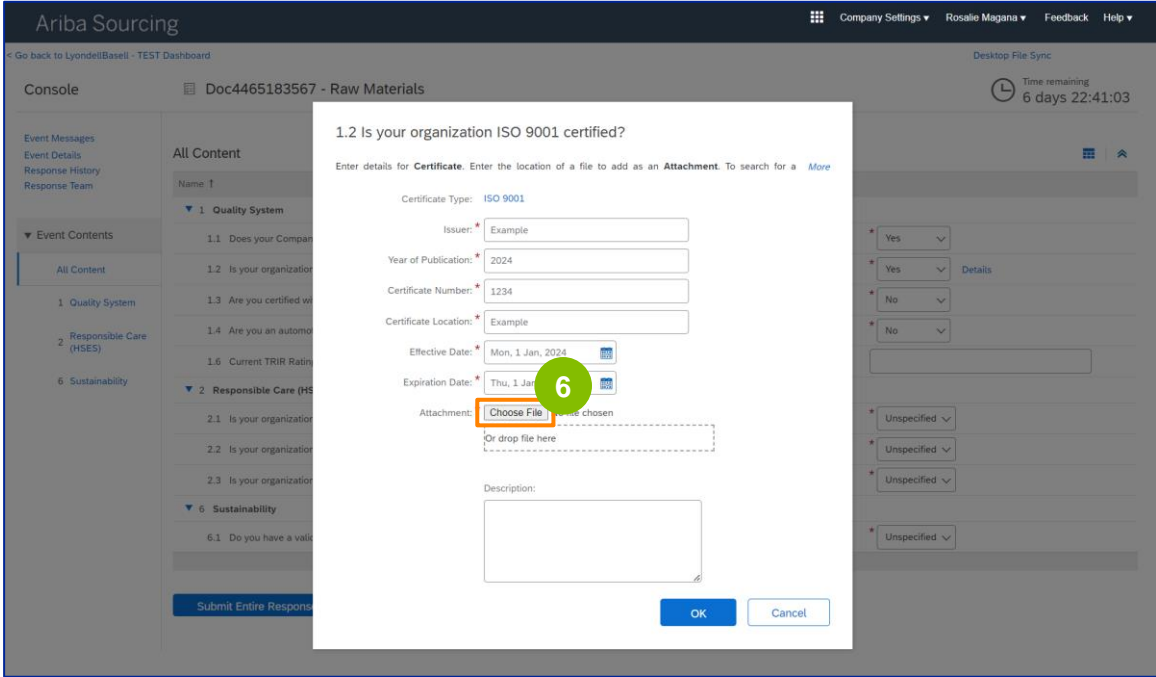 Ariba Sourcing
Company Settings ▾ Rosalie Magana ▾ Feedback Help ▾
< Go back to LyondellBasell - TEST Dashboard
Desktop File Sync
Console
Doc4465183567 - Raw Materials
Time remaining
6 days 22:41:03
Event Messages
Event Details
Response History
Response Team
▼ Event Contents
All Content
1 Quality System
2 Responsible Care (HSES)
6 Sustainability
All Content
Name ↑
▼ 1 Quality System
1.1 Does your Compan
* Yes
1.2 Is your organization
* Yes Details
1.3 Are you certified wi
* No
1.4 Are you an automo
* No
1.6 Current TRIR Rating
▼ 2 Responsible Care (HS
2.1 Is your organization
* Unspecified
2.2 Is your organization
* Unspecified
2.3 Is your organization
* Unspecified
▼ 6 Sustainability
6.1 Do you have a valid
* Unspecified
Submit Entire Respons
1.2 Is your organization ISO 9001 certified?
Enter details for Certificate. Enter the location of a file to add as an Attachment. To search for a More
Certificate Type: ISO 9001
Issuer: * Example
Year of Publication: * 2024
Certificate Number: * 1234
Certificate Location: * Example
Effective Date: * Mon, 1 Jan, 2024
Expiration Date: * Thu, 1 Jan
6
Attachment: Choose File file chosen
Or drop file here
Description:
OK Cancel